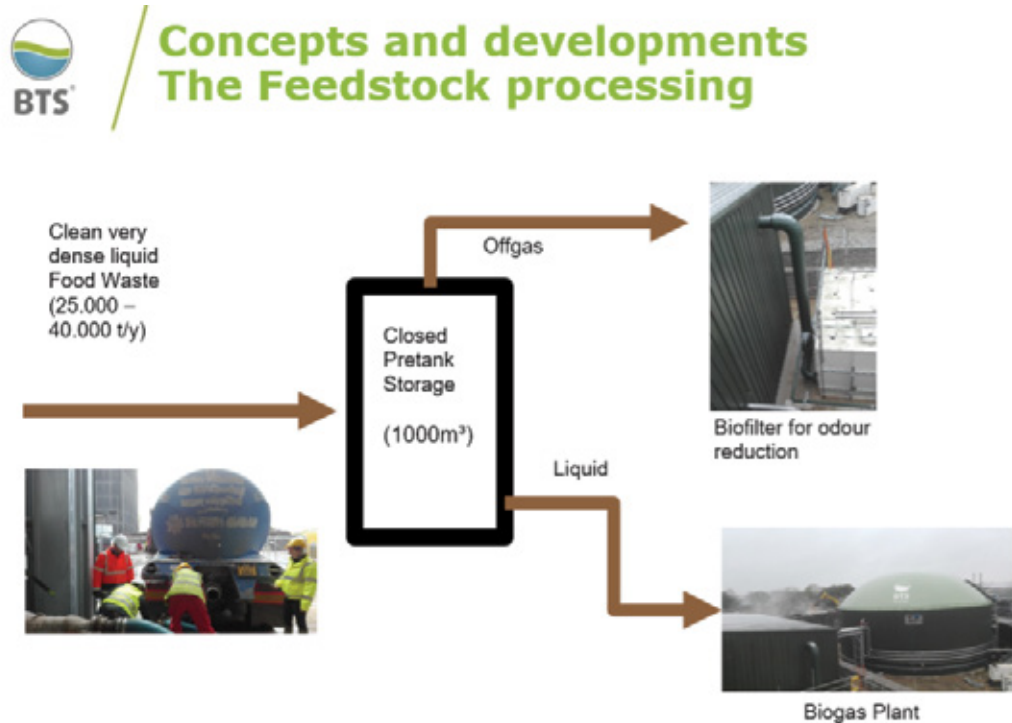 BTS
Concepts and developments
The Feedstock processing
Clean very
dense liquid
Food Waste
(25.000 –
40.000 t/y)
Offgas
Closed
Pretank
Storage
(1000m³)
Liquid
Biofilter for odour
reduction
BTS
Biogas Plant